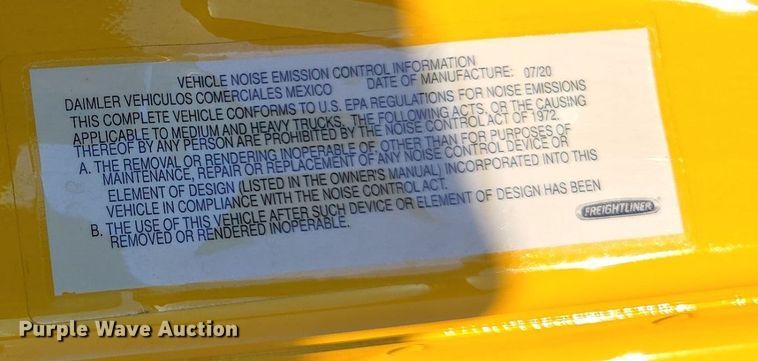 VEHICLE NOISE EMISSION CONTROL INFORMATION
DAIMLER VEHICULOS COMERCIALES MEXICO DATE OF MANUFACTURE: 07/20
THIS COMPLETE VEHICLE CONFORMS TO U.S. EPA REGULATIONS FOR NOISE EMISSIONS
APPLICABLE TO MEDIUM AND HEAVY TRUCKS. THE FOLLOWING ACTS, OR THE CAUSING
THEREOF BY ANY PERSON ARE PROHIBITED BY THE NOISE CONTROL ACT OF 1972.
A. THE REMOVAL OR RENDERING INOPERABLE OF, OTHER THAN FOR PURPOSES OF
MAINTENANCE, REPAIR OR REPLACEMENT OF ANY NOISE CONTROL DEVICE OR
ELEMENT OF DESIGN (LISTED IN THE OWNER'S MANUAL) INCORPORATED INTO THIS
VEHICLE IN COMPLIANCE WITH THE NOISE CONTROL ACT.
B. THE USE OF THIS VEHICLE AFTER SUCH DEVICE OR ELEMENT OF DESIGN HAS BEEN
REMOVED OR RENDERED INOPERABLE.
FREIGHTLINER
Purple Wave Auction